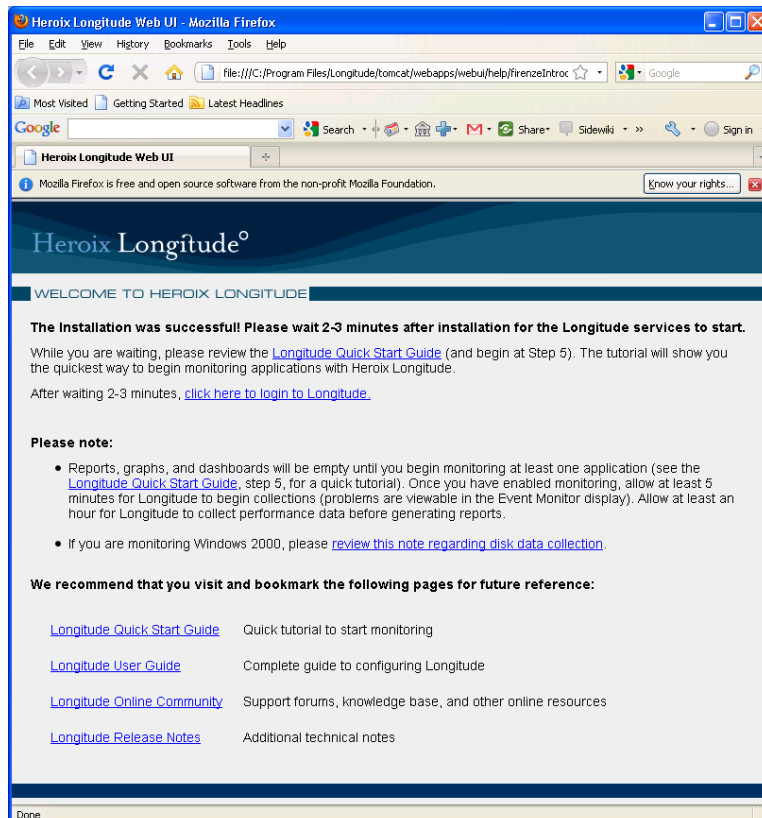 Heroix Longitude Web UI - Mozilla Firefox
File Edit View History Bookmarks Tools Help
file:///C:/Program Files/Longitude/tomcat/webapps/webui/help/firenzeIntroc
Google
Most Visited Getting Started Latest Headlines
Google Search Share Sidewiki » Sign in
Heroix Longitude Web UI
Mozilla Firefox is free and open source software from the non-profit Mozilla Foundation. Know your rights...
Heroix Longitude°
WELCOME TO HEROIX LONGITUDE
The Installation was successful! Please wait 2-3 minutes after installation for the Longitude services to start.
While you are waiting, please review the Longitude Quick Start Guide (and begin at Step 5). The tutorial will show you
the quickest way to begin monitoring applications with Heroix Longitude.
After waiting 2-3 minutes, click here to login to Longitude.
Please note:
• Reports, graphs, and dashboards will be empty until you begin monitoring at least one application (see the
Longitude Quick Start Guide, step 5, for a quick tutorial). Once you have enabled monitoring, allow at least 5
minutes for Longitude to begin collections (problems are viewable in the Event Monitor display). Allow at least an
hour for Longitude to collect performance data before generating reports.
• If you are monitoring Windows 2000, please review this note regarding disk data collection.
We recommend that you visit and bookmark the following pages for future reference:
Longitude Quick Start Guide Quick tutorial to start monitoring
Longitude User Guide Complete guide to configuring Longitude
Longitude Online Community Support forums, knowledge base, and other online resources
Longitude Release Notes Additional technical notes
Done